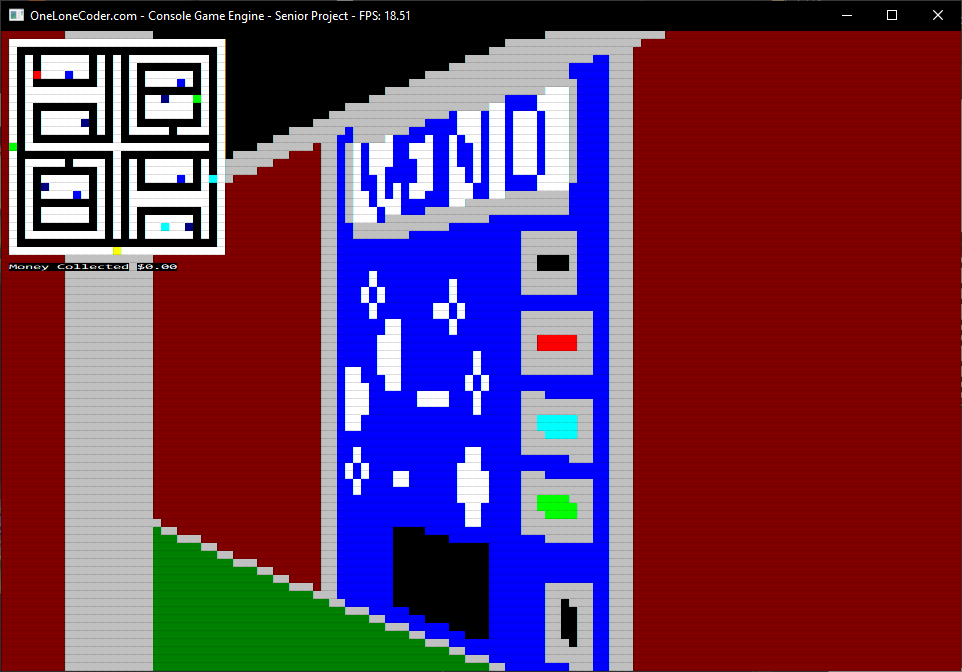 OneLoneCoder.com - Console Game Engine - Senior Project - FPS: 18.51
Money Collected $0.00